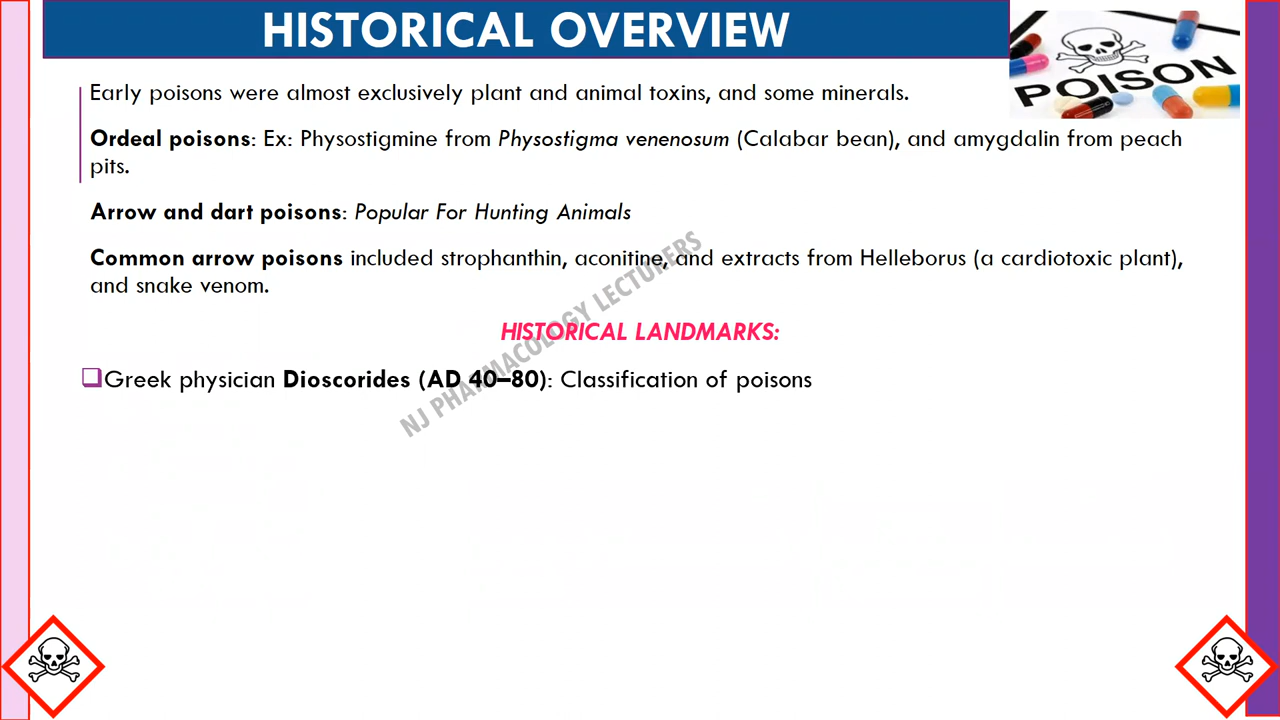 HISTORICAL OVERVIEW
POISON
Early poisons were almost exclusively plant and animal toxins, and some minerals.
Ordeal poisons: Ex: Physostigmine from Physostigma venenosum (Calabar bean), and amygdalin from peach
pits.
Arrow and dart poisons: Popular For Hunting Animals
Common arrow poisons included strophanthin, aconitine, and extracts from Helleborus (a cardiotoxic plant),
and snake venom.
NJ PHARMACOLOGY LECTURERS
HISTORICAL LANDMARKS:
Greek physician Dioscorides (AD 40–80): Classification of poisons